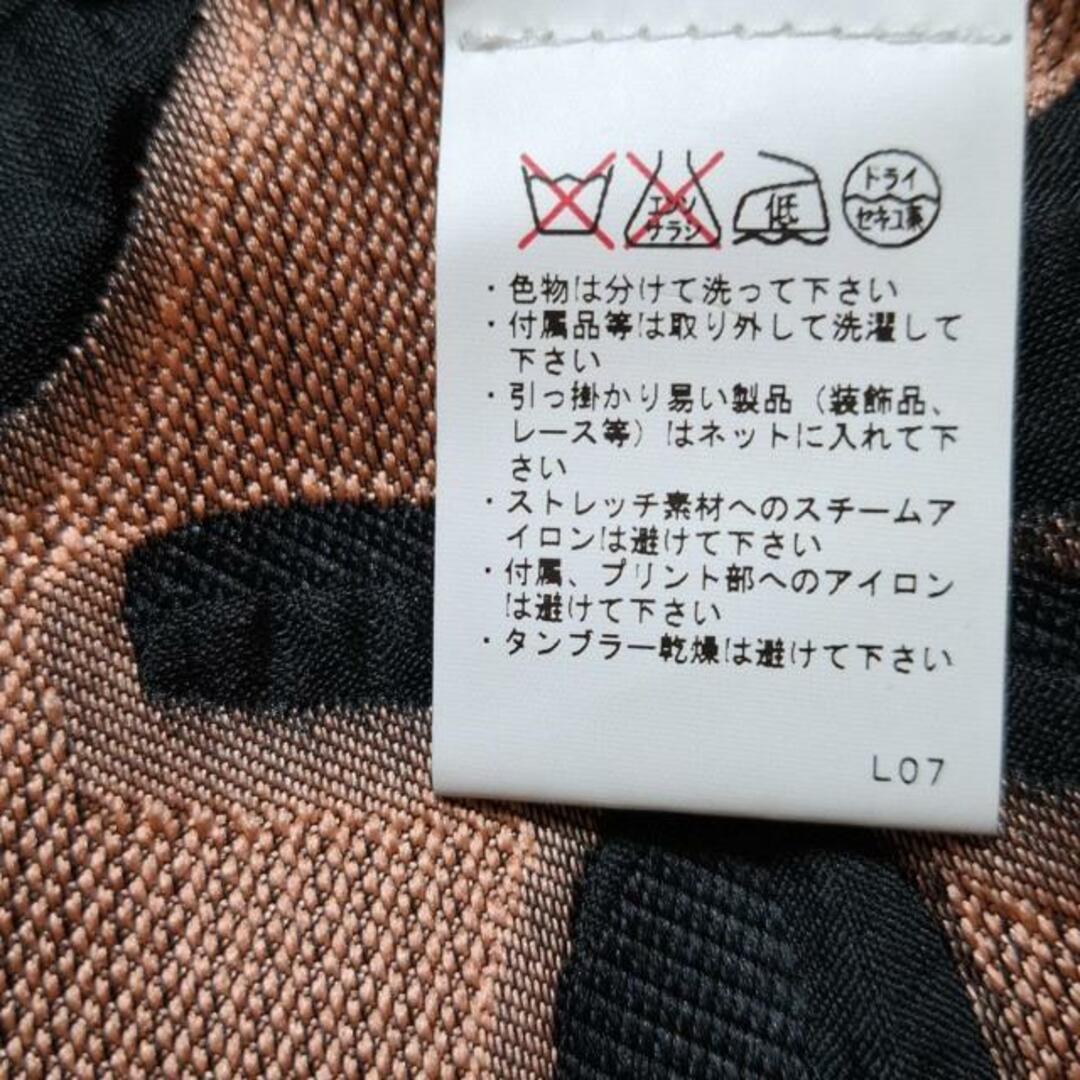 エンソ
サラシ
低
ドライ
セキユ系
・色物は分けて洗って下さい
・付属品等は取り外して洗濯して
下さい
・引っ掛かり易い製品（装飾品、
レース等）はネットに入れて下
さい
・ストレッチ素材へのスチームア
イロンは避けて下さい
・付属、プリント部へのアイロン
は避けて下さい
・タンブラー乾燥は避けて下さい
L07